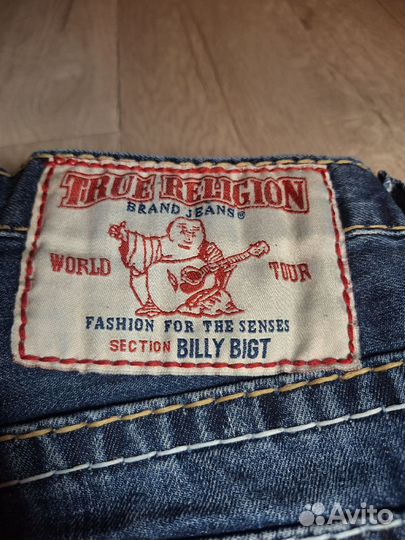 TRUE RELIGION
BRAND JEANS®
WORLD TOUR
FASHION FOR THE SENSES
SECTION BILLY BIGT
Avito